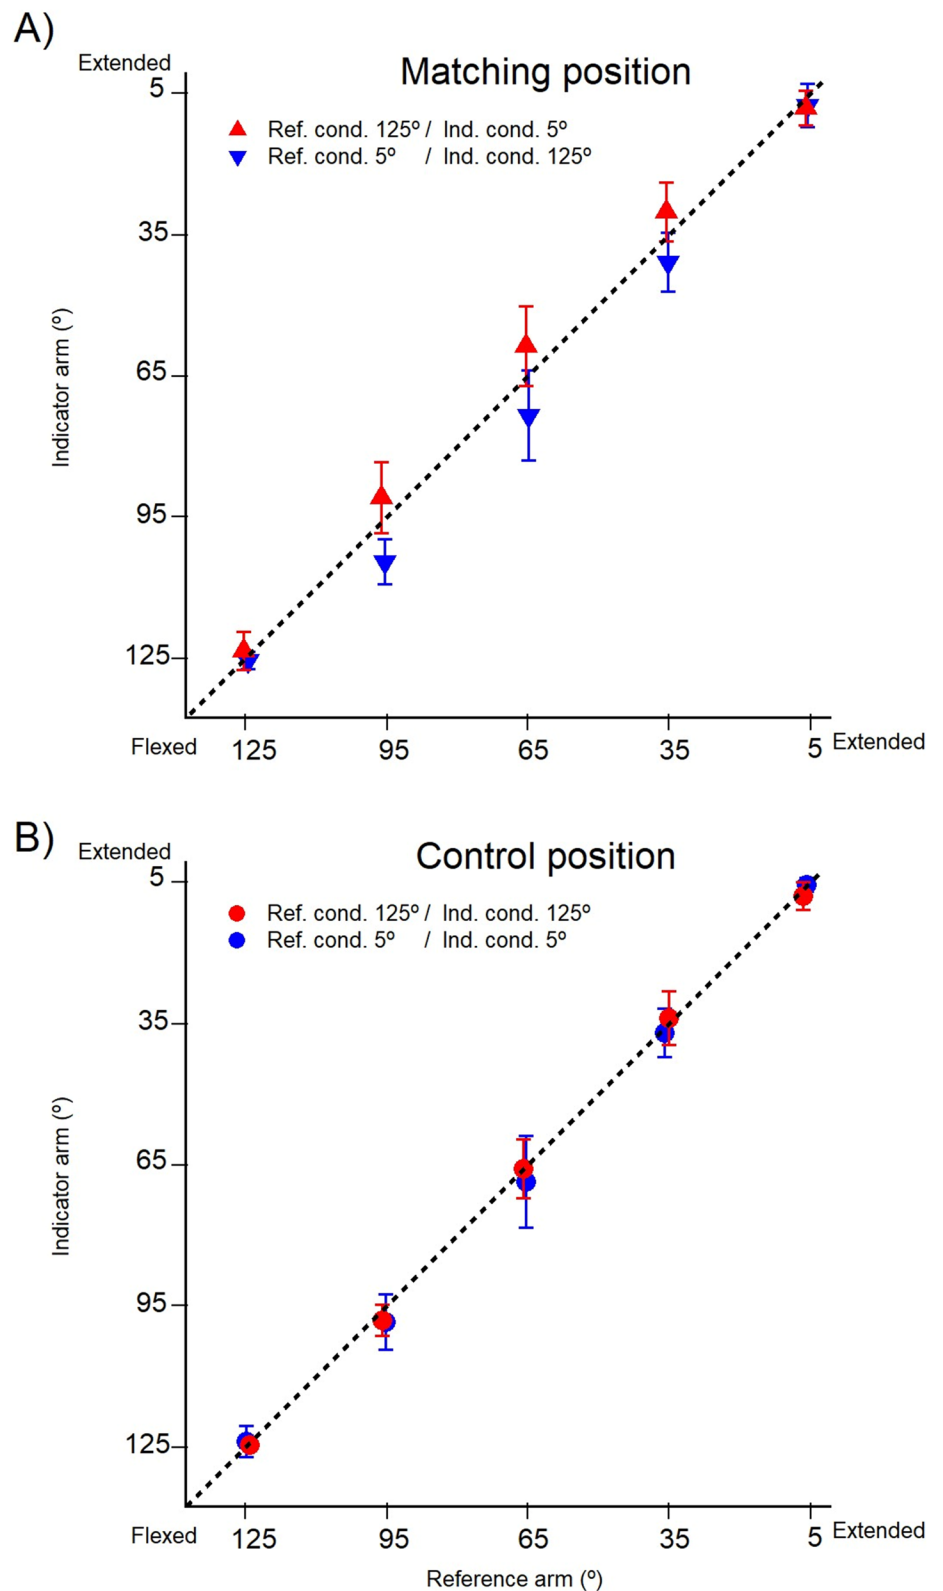 A)
Extended
Matching position
5
Ref. cond. 125º / Ind. cond. 5º
Ref. cond. 5º / Ind. cond. 125º
35
Indicator arm (º)
65
95
125
Flexed 125 95 65 35 5 Extended
B)
Extended
Control position
5
Ref. cond. 125º / Ind. cond. 125º
Ref. cond. 5º / Ind. cond. 5º
35
Indicator arm (º)
65
95
125
Flexed 125 95 65 35 5 Extended
Reference arm (º)